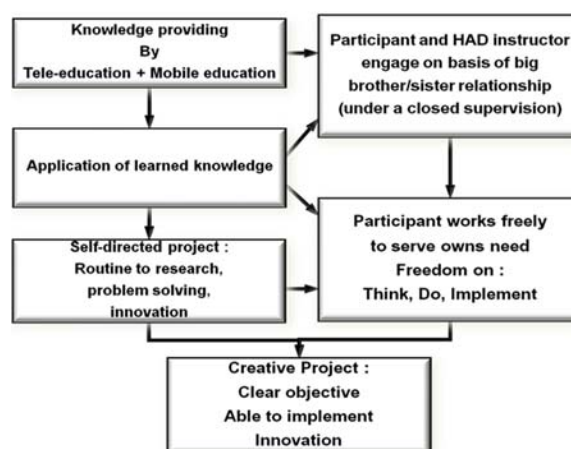 Knowledge providing
By
Tele-education + Mobile education
Participant and HAD instructor
engage on basis of big
brother/sister relationship
(under a closed supervision)
Application of learned knowledge
Participant works freely
to serve owns need
Freedom on :
Think, Do, Implement
Self-directed project :
Routine to research,
problem solving,
innovation
Creative Project :
Clear objective
Able to implement
Innovation